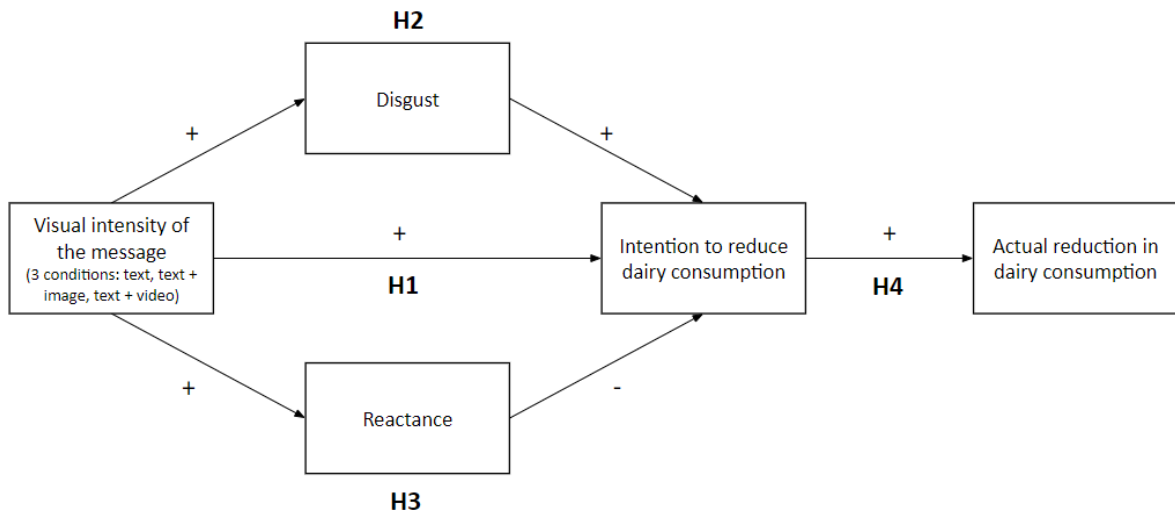 H2
Disgust
+
+
Visual intensity of
the message
(3 conditions: text, text +
image, text + video)
+
H1
Intention to reduce
dairy consumption
+
H4
Actual reduction in
dairy consumption
+
-
Reactance
H3